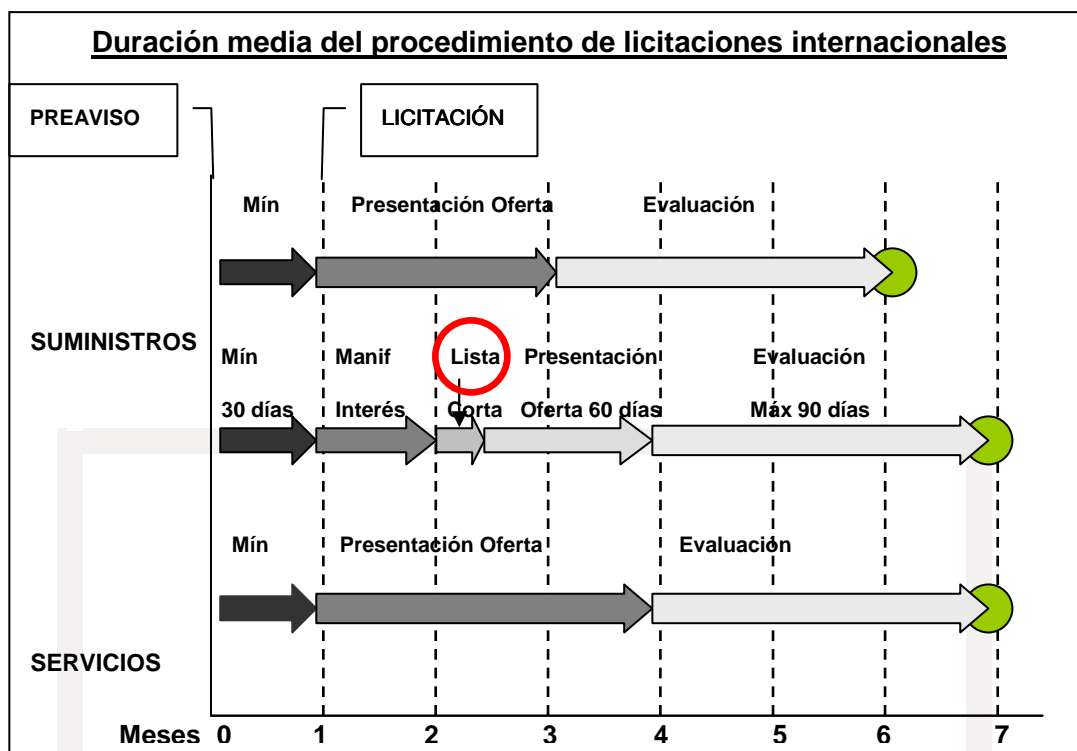 Duración media del procedimiento de licitaciones internacionales
PREAVISO
LICITACIÓN
Mín Presentación Oferta Evaluación
SUMINISTROS
Mín Manif Lista Presentación Evaluación
30 días Interés Corta Oferta 60 días Máx 90 días
Mín Presentación Oferta Evaluación
SERVICIOS
Meses 0 1 2 3 4 5 6 7